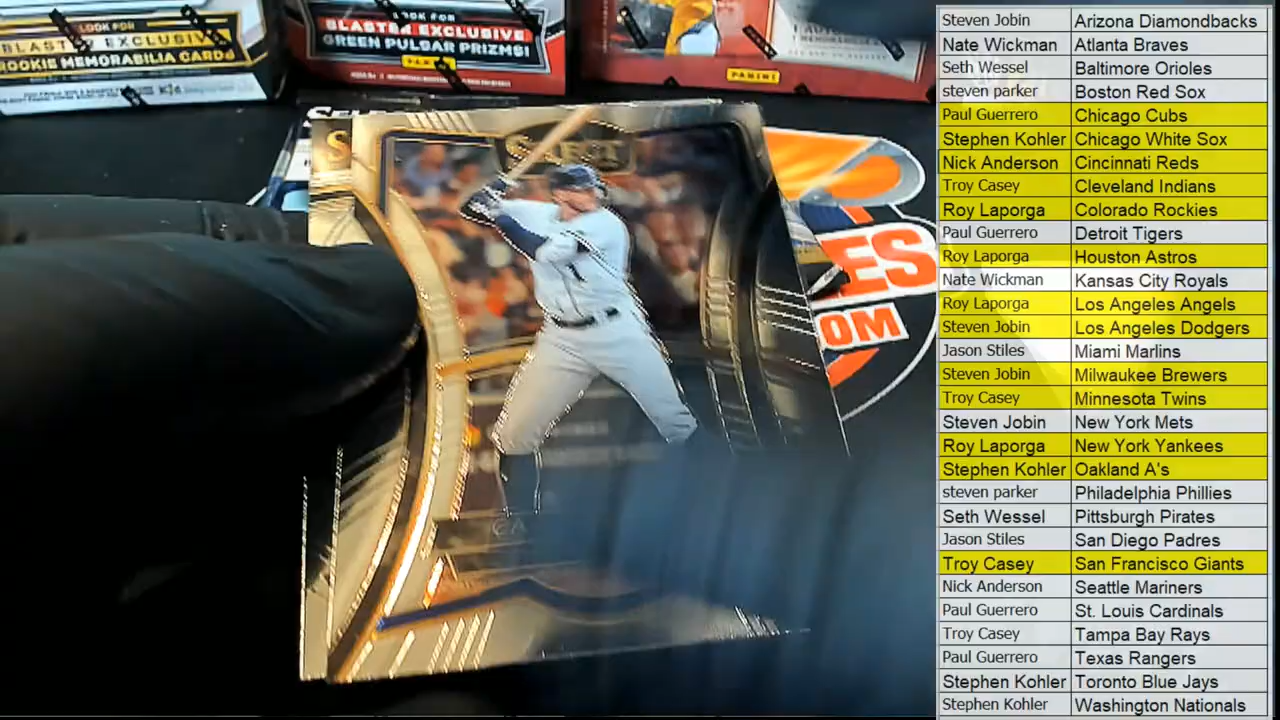 LOOK FOR
BLASTER EXCLUSIVE
ROOKIE MEMORABILIA CARDS
LOOK FOR
BLASTER EXCLUSIVE
GREEN PULSAR PRIZMS!
PANINI
PANINI
SELECT
ES
OM
Steven Jobin Arizona Diamondbacks
Nate Wickman Atlanta Braves
Seth Wessel Baltimore Orioles
steven parker Boston Red Sox
Paul Guerrero Chicago Cubs
Stephen Kohler Chicago White Sox
Nick Anderson Cincinnati Reds
Troy Casey Cleveland Indians
Roy Laporga Colorado Rockies
Paul Guerrero Detroit Tigers
Roy Laporga Houston Astros
Nate Wickman Kansas City Royals
Roy Laporga Los Angeles Angels
Steven Jobin Los Angeles Dodgers
Jason Stiles Miami Marlins
Steven Jobin Milwaukee Brewers
Troy Casey Minnesota Twins
Steven Jobin New York Mets
Roy Laporga New York Yankees
Stephen Kohler Oakland A's
steven parker Philadelphia Phillies
Seth Wessel Pittsburgh Pirates
Jason Stiles San Diego Padres
Troy Casey San Francisco Giants
Nick Anderson Seattle Mariners
Paul Guerrero St. Louis Cardinals
Troy Casey Tampa Bay Rays
Paul Guerrero Texas Rangers
Stephen Kohler Toronto Blue Jays
Stephen Kohler Washington Nationals